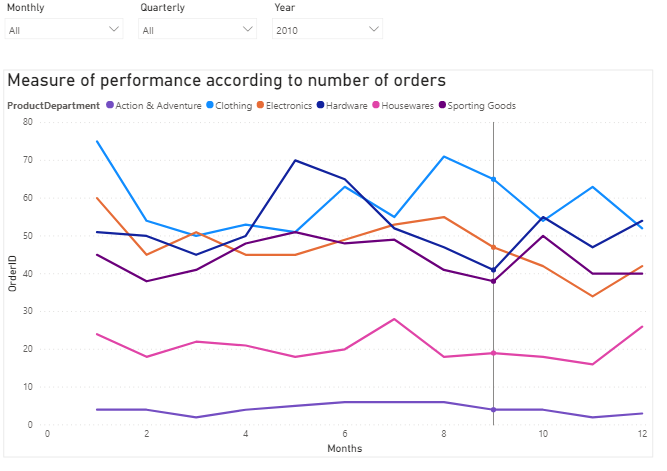 Monthly Quarterly Year
All All 2010
Measure of performance according to number of orders
ProductDepartment Action & Adventure Clothing Electronics Hardware Housewares Sporting Goods
80
70
60
50
40
30
20
10
0
OrderID
0 2 4 6 8 10 12
Months